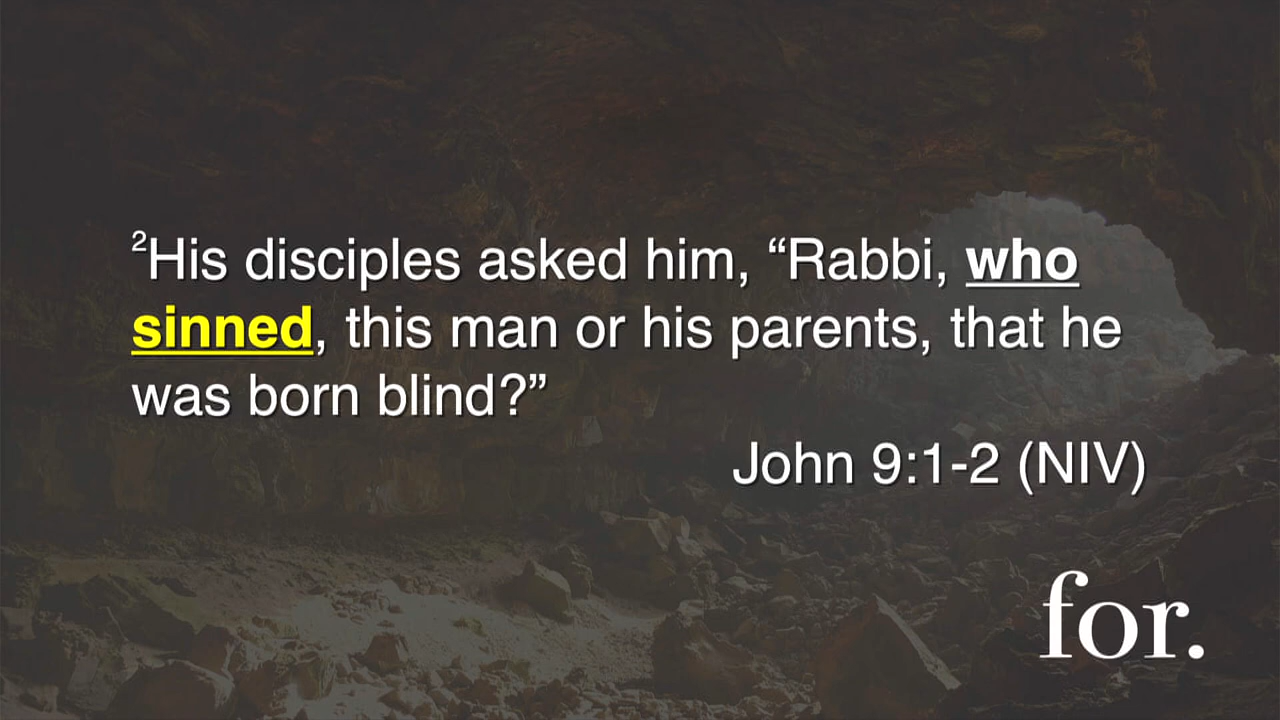 ²His disciples asked him, “Rabbi, who
sinned, this man or his parents, that he
was born blind?”
John 9:1-2 (NIV)
for.